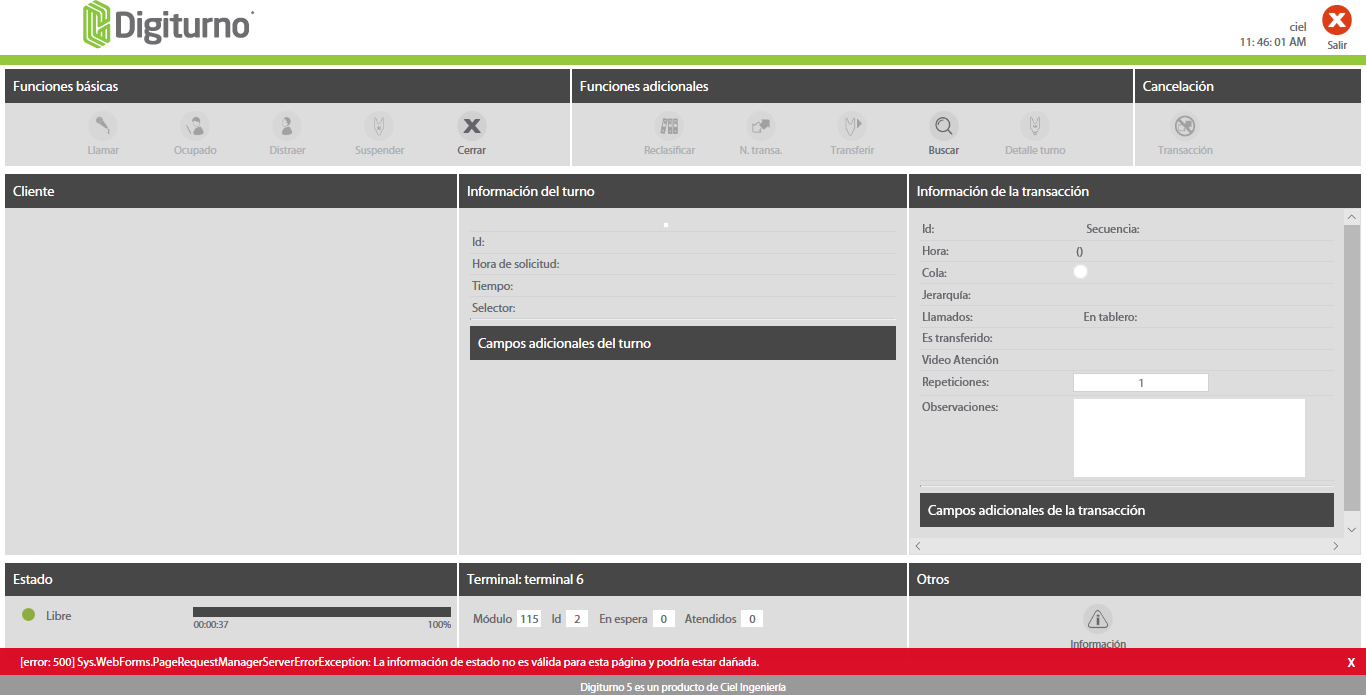 Digiturno
ciel
11: 46: 01 AM
Salir
Funciones básicas
Funciones adicionales
Cancelación
Llamar
Ocupado
Distraer
Suspender
Cerrar
Reclasificar
N. transa.
Transferir
Buscar
Detalle turno
Transacción
Cliente
Información del turno
Id:
Hora de solicitud:
Tiempo:
Selector:
Campos adicionales del turno
Información de la transacción
Id: Secuencia:
Hora: ()
Cola:
Jerarquía:
Llamados: En tablero:
Es transferido:
Video Atención
Repeticiones: 1
Observaciones:
Campos adicionales de la transacción
Estado
Libre
00:00:37 100%
Terminal: terminal 6
Módulo 115 Id 2 En espera 0 Atendidos 0
Otros
Información
[error: 500] Sys.WebForms.PageRequestManagerServerErrorException: La información de estado no es válida para esta página y podría estar dañada. X
Digiturno 5 es un producto de Ciel Ingeniería